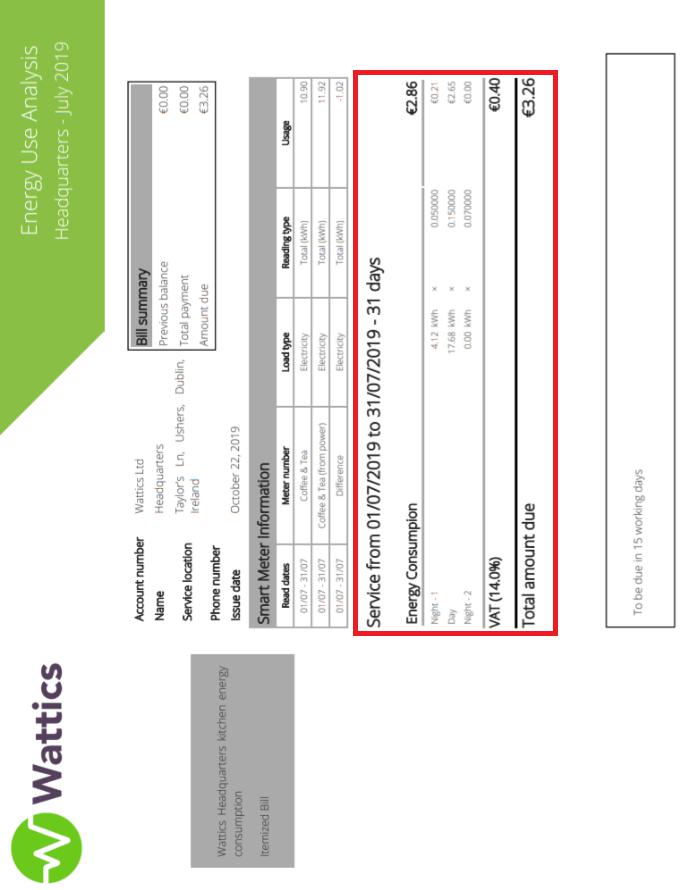 Wattics
Energy Use Analysis
Headquarters - July 2019
Account number Wattics Ltd
Name Headquarters
Service location Taylor's Ln, Ushers, Dublin,
Ireland
Phone number
Issue date October 22, 2019
Bill summary
Previous balance €0.00
Total payment €0.00
Amount due €3.26
Wattics Headquarters kitchen energy
consumption
Itemized Bill
Smart Meter Information
Read dates Meter number Load type Reading type Usage
01/07 - 31/07 Coffee & Tea Electricity Total (kWh) 10.90
01/07 - 31/07 Coffee & Tea (from power) Electricity Total (kWh) 11.92
01/07 - 31/07 Difference Electricity Total (kWh) -1.02
Service from 01/07/2019 to 31/07/2019 - 31 days
Energy Consumpion €2.86
Night - 1 4.12 kWh × 0.050000 €0.21
Day 17.68 kWh × 0.150000 €2.65
Night - 2 0.00 kWh × 0.070000 €0.00
VAT (14.0%) €0.40
Total amount due €3.26
To be due in 15 working days